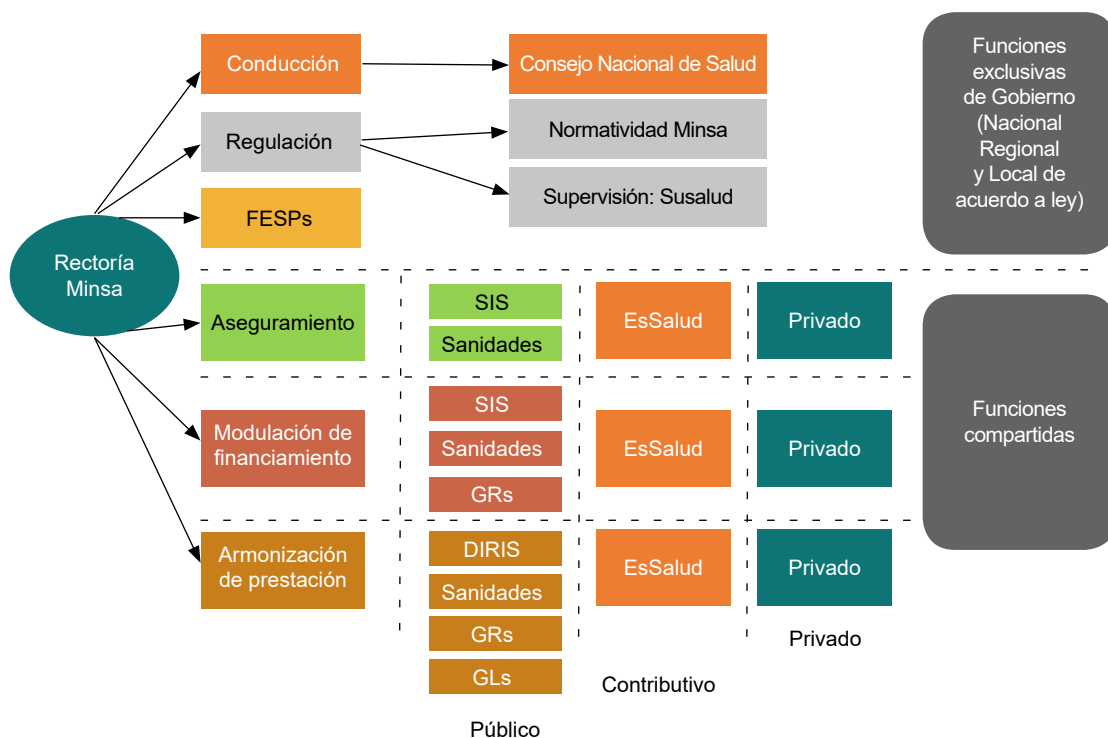 Rectoría
Minsa
Conducción
Consejo Nacional de Salud
Regulación
Normatividad Minsa
Supervisión: Susalud
FESPs
Funciones
exclusivas
de Gobierno
(Nacional
Regional
y Local de
acuerdo a ley)
Aseguramiento
SIS
Sanidades
EsSalud
Privado
Modulación de
financiamiento
SIS
Sanidades
GRs
EsSalud
Privado
Funciones
compartidas
Armonización
de prestación
DIRIS
Sanidades
GRs
GLs
EsSalud
Privado
Privado
Contributivo
Público